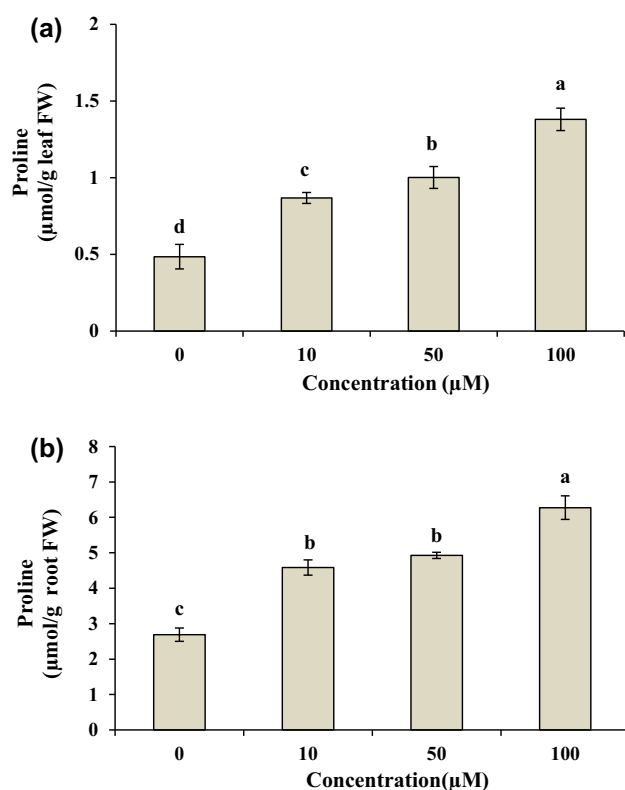 (a)
Proline
(µmol/g leaf FW)
2
1.5
1
0.5
0
d
c
b
a
0 10 50 100
Concentration (µM)
(b)
Proline
(µmol/g root FW)
8
7
6
5
4
3
2
1
0
c
b
b
a
0 10 50 100
Concentration(µM)